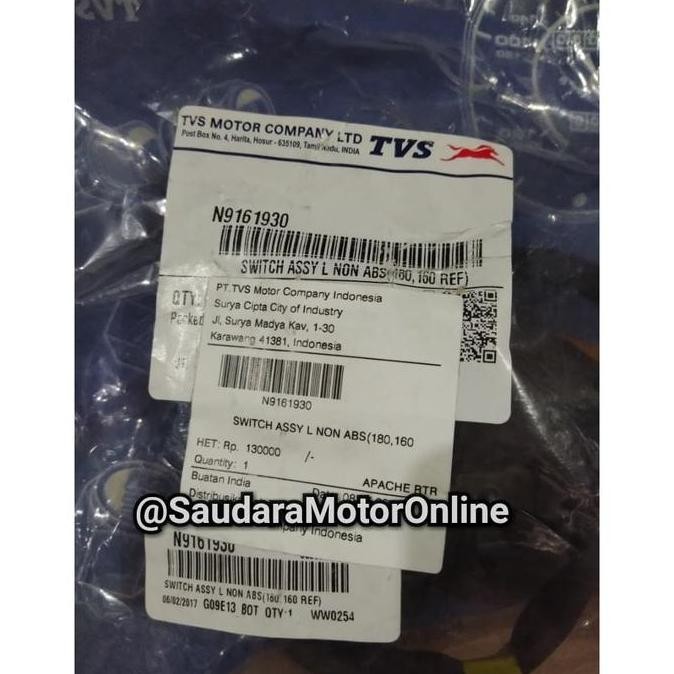 TVS MOTOR COMPANY LTD
Post Box No. 4, Harita, Hosur - 635109, Tamil Nadu, INDIA
TVS
N9161930
SWITCH ASSY L NON ABS(180,160 REF)
QTY:
Packed
PT.TVS Motor Company Indonesia
Surya Cipta City of Industry
Jl, Surya Madya Kav, 1-30
Karawang 41381, Indonesia
N9161930
SWITCH ASSY L NON ABS(180,160
HET: Rp. 130000 /-
Quantity: 1
APACHE RTR
Buatan India
Distribusi
@SaudaraMotorOnline
Company Indonesia
N9161930
SWITCH ASSY L NON ABS(180,160 REF)
06/02/2017 G09E13 BOT QTY-1 WW0254